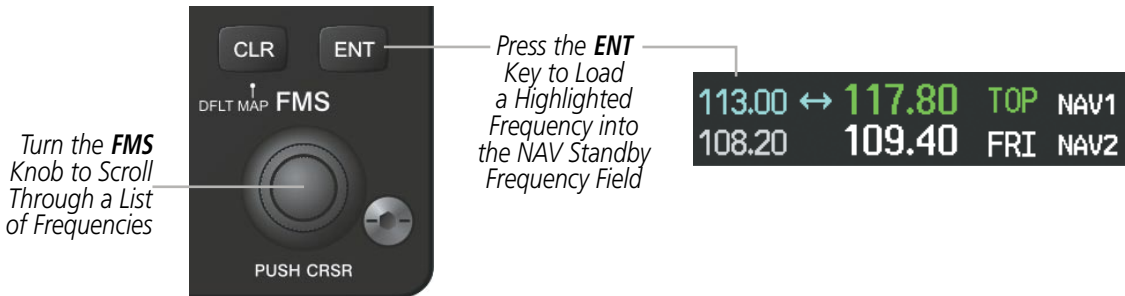 CLR ENT
DFLT MAP FMS
PUSH CRSR
Turn the FMS
Knob to Scroll
Through a List
of Frequencies
Press the ENT
Key to Load
a Highlighted
Frequency into
the NAV Standby
Frequency Field
113.00 ↔ 117.80 TOP NAV1
108.20 109.40 FRI NAV2